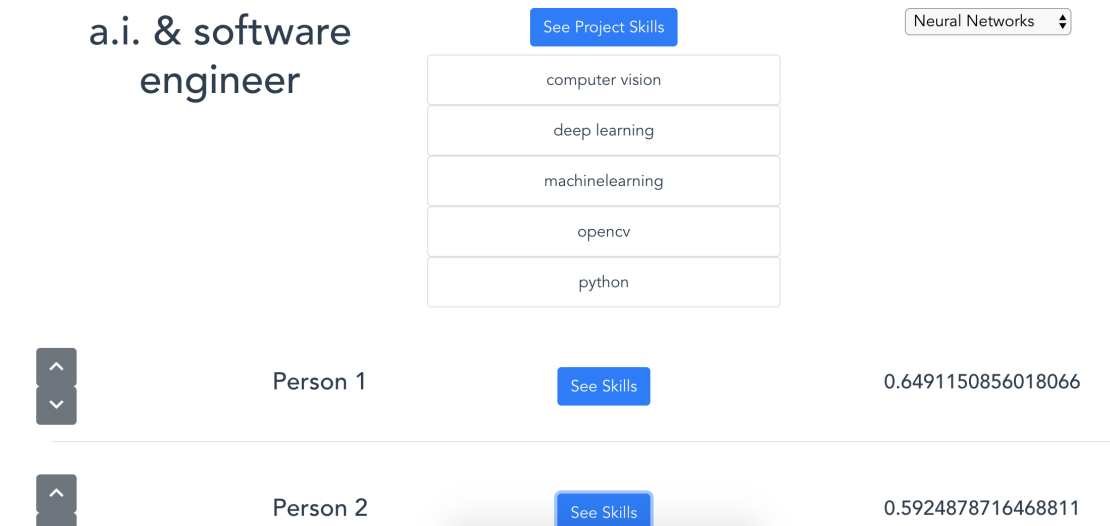 a.i. & software
engineer
See Project Skills
Neural Networks
computer vision
deep learning
machinelearning
opencv
python
Person 1
See Skills
0.6491150856018066
Person 2
See Skills
0.5924878716468811